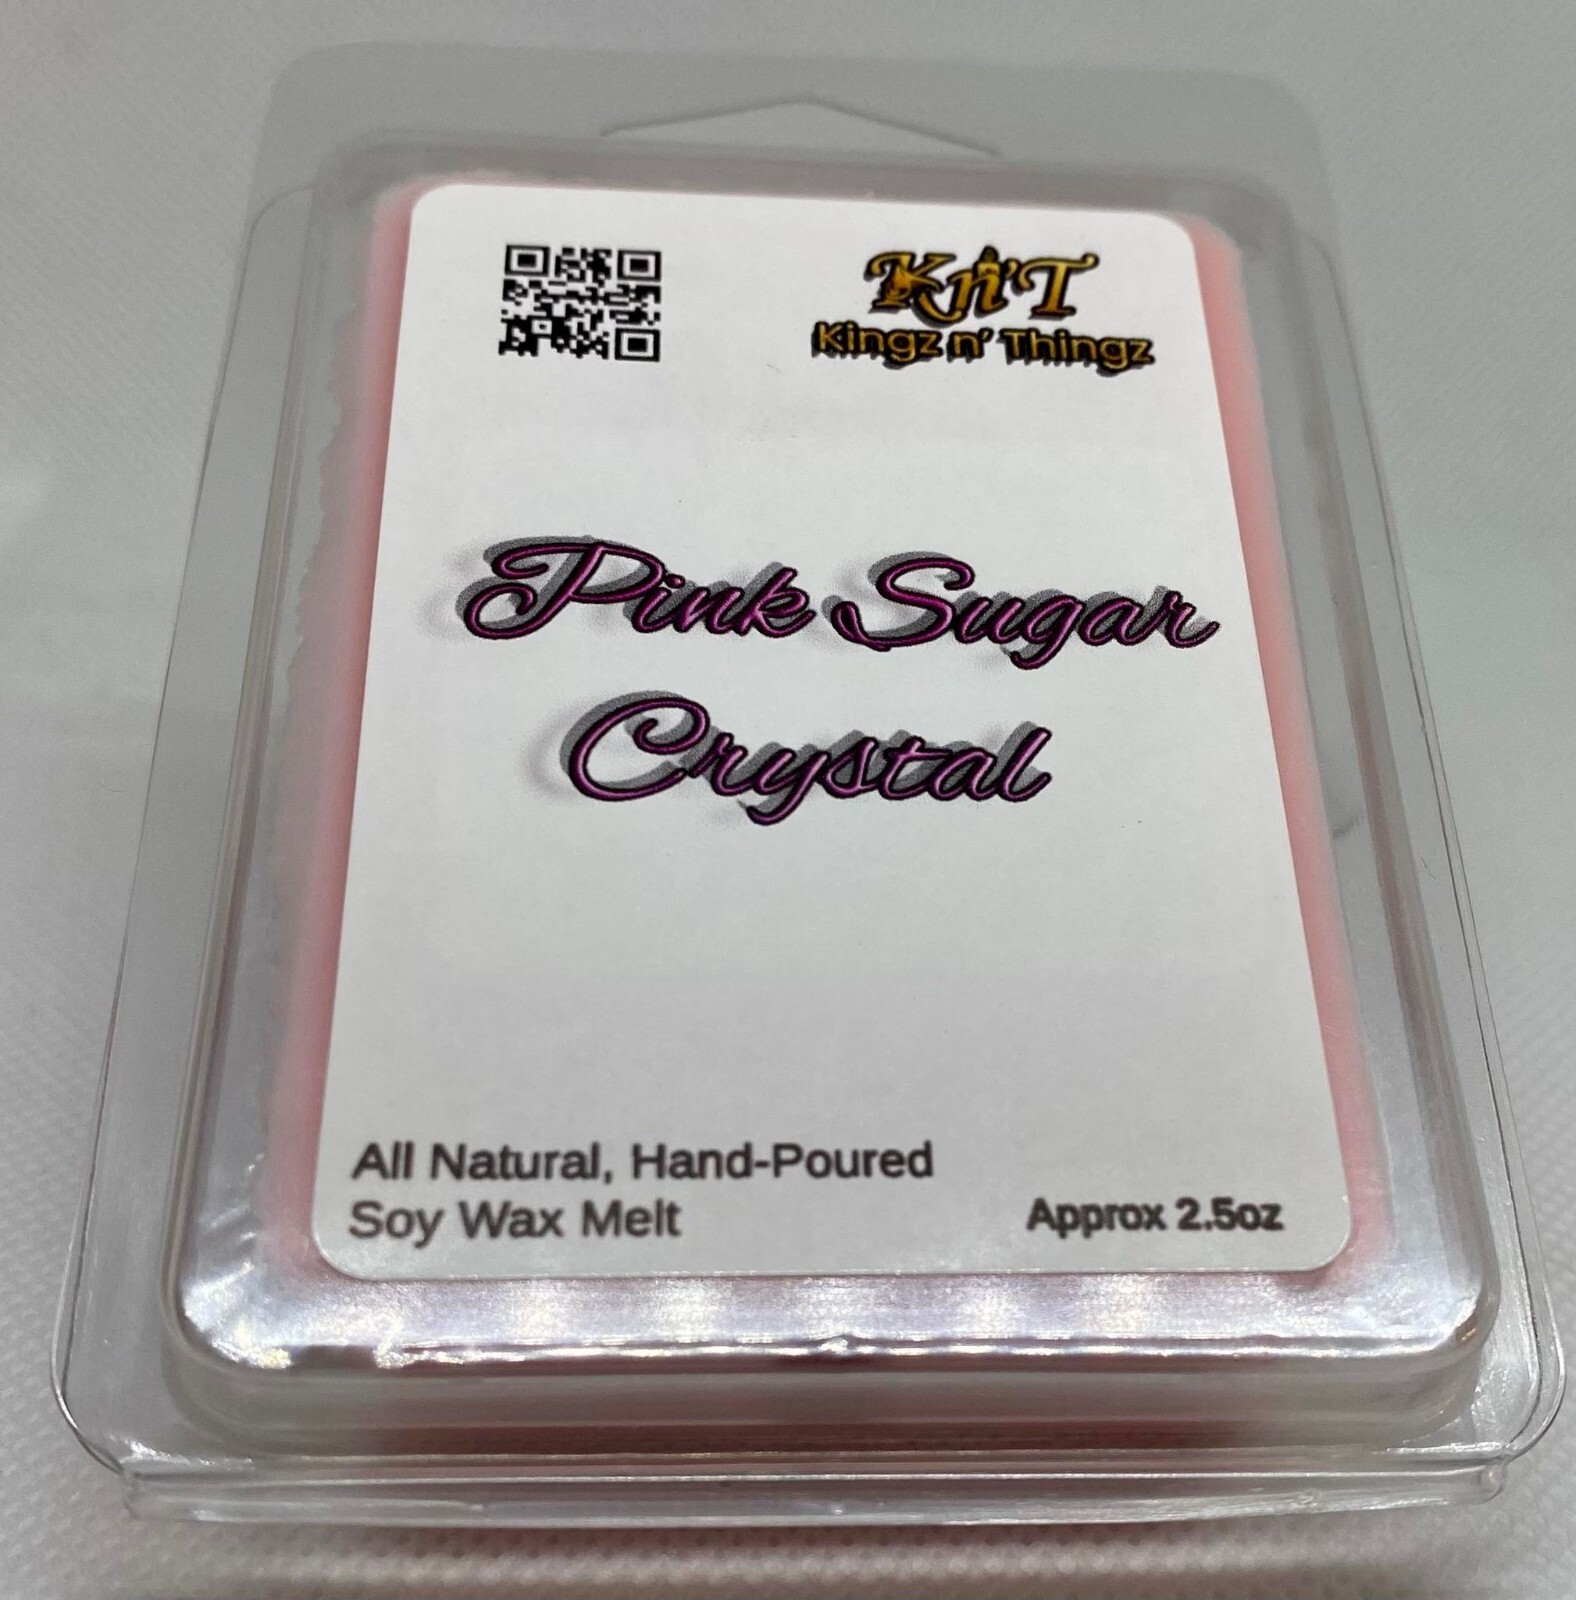 Kn'T
Kingz n' Thingz
Pink Sugar
Crystal
All Natural, Hand-Poured
Soy Wax Melt
Approx 2.5oz